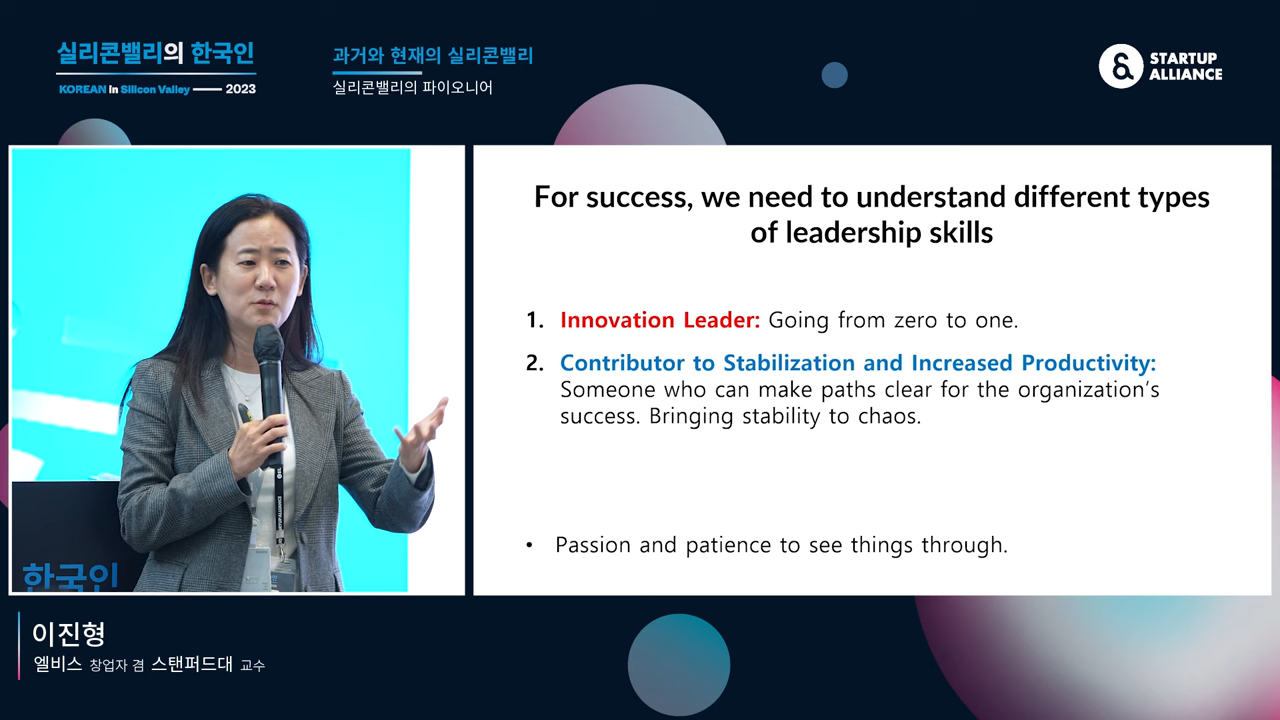 실리콘밸리의 한국인
KOREAN in Silicon Valley 2023
과거와 현재의 실리콘밸리
실리콘밸리의 파이오니어
STARTUP
ALLIANCE
For success, we need to understand different types
of leadership skills
1. Innovation Leader: Going from zero to one.
2. Contributor to Stabilization and Increased Productivity:
Someone who can make paths clear for the organization's
success. Bringing stability to chaos.
• Passion and patience to see things through.
한국인
이진형
엘비스 창업자 겸 스탠퍼드대 교수